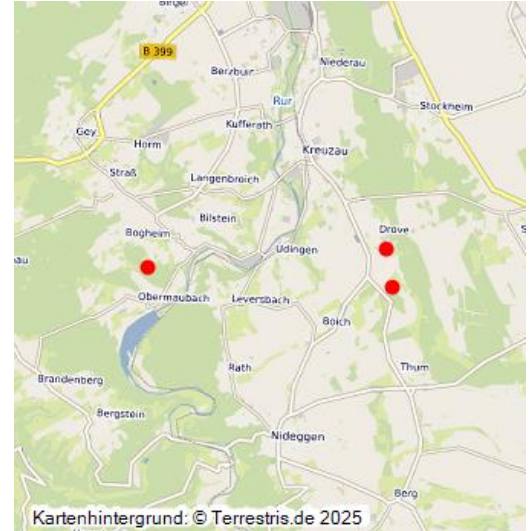 Birgel
B 399
Berzbuir
Niederau
Rur
Stockheim
Gey
Kufferath
Horm
Kreuzau
Straß
Langenbroich
Bilstein
Drove
Bogheim
Udingen
Obermaubach
Leversbach
Boich
Rath
Thum
Brandenberg
Bergstein
Nideggen
Berg
Kartenhintergrund: © Terrestris.de 2025